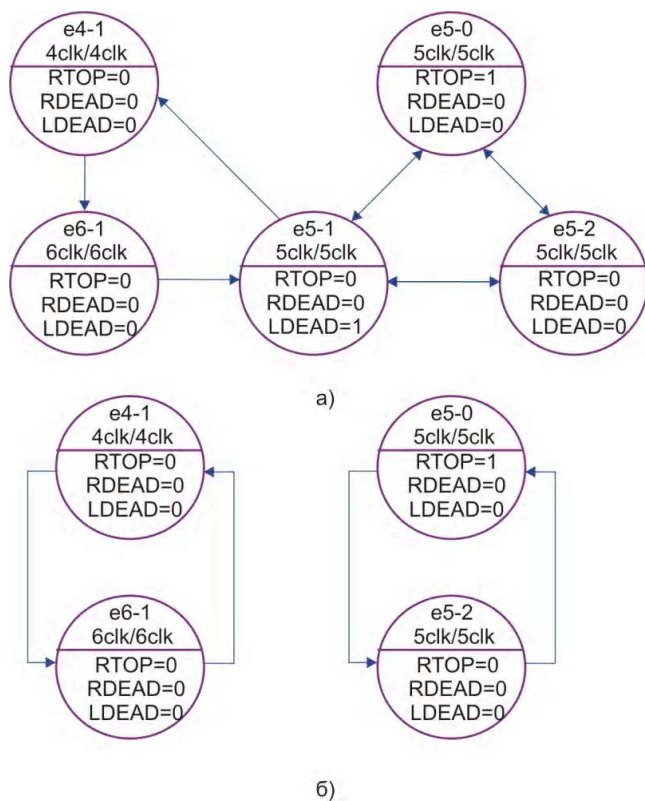 e4-1
4clk/4clk
RTOP=0
RDEAD=0
LDEAD=0
e5-0
5clk/5clk
RTOP=1
RDEAD=0
LDEAD=0
e6-1
6clk/6clk
RTOP=0
RDEAD=0
LDEAD=0
e5-1
5clk/5clk
RTOP=0
RDEAD=0
LDEAD=1
e5-2
5clk/5clk
RTOP=0
RDEAD=0
LDEAD=0
а)
e4-1
4clk/4clk
RTOP=0
RDEAD=0
LDEAD=0
e5-0
5clk/5clk
RTOP=1
RDEAD=0
LDEAD=0
e6-1
6clk/6clk
RTOP=0
RDEAD=0
LDEAD=0
e5-2
5clk/5clk
RTOP=0
RDEAD=0
LDEAD=0
б)